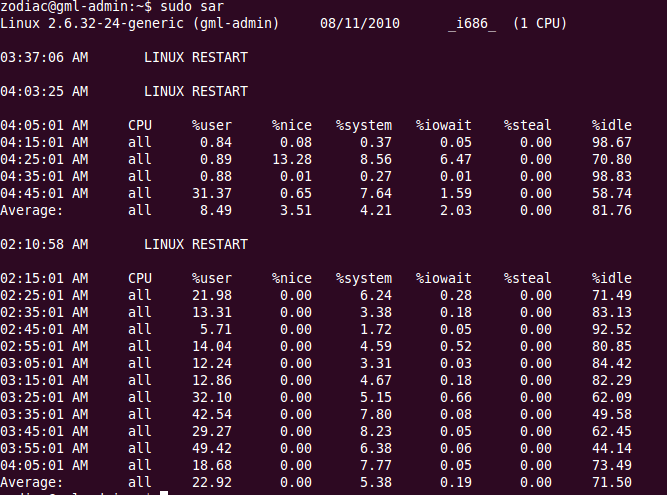 zodiac@gml-admin:~$ sudo sar
Linux 2.6.32-24-generic (gml-admin) 08/11/2010 _i686_ (1 CPU)
03:37:06 AM LINUX RESTART
04:03:25 AM LINUX RESTART
04:05:01 AM CPU %user %nice %system %iowait %steal %idle
04:15:01 AM all 0.84 0.08 0.37 0.05 0.00 98.67
04:25:01 AM all 0.89 13.28 8.56 6.47 0.00 70.80
04:35:01 AM all 0.88 0.01 0.27 0.01 0.00 98.83
04:45:01 AM all 31.37 0.65 7.64 1.59 0.00 58.74
Average: all 8.49 3.51 4.21 2.03 0.00 81.76
02:10:58 AM LINUX RESTART
02:15:01 AM CPU %user %nice %system %iowait %steal %idle
02:25:01 AM all 21.98 0.00 6.24 0.28 0.00 71.49
02:35:01 AM all 13.31 0.00 3.38 0.18 0.00 83.13
02:45:01 AM all 5.71 0.00 1.72 0.05 0.00 92.52
02:55:01 AM all 14.04 0.00 4.59 0.52 0.00 80.85
03:05:01 AM all 12.24 0.00 3.31 0.03 0.00 84.42
03:15:01 AM all 12.86 0.00 4.67 0.18 0.00 82.29
03:25:01 AM all 32.10 0.00 5.15 0.66 0.00 62.09
03:35:01 AM all 42.54 0.00 7.80 0.08 0.00 49.58
03:45:01 AM all 29.27 0.00 8.23 0.05 0.00 62.45
03:55:01 AM all 49.42 0.00 6.38 0.06 0.00 44.14
04:05:01 AM all 18.68 0.00 7.77 0.05 0.00 73.49
Average: all 22.92 0.00 5.38 0.19 0.00 71.50